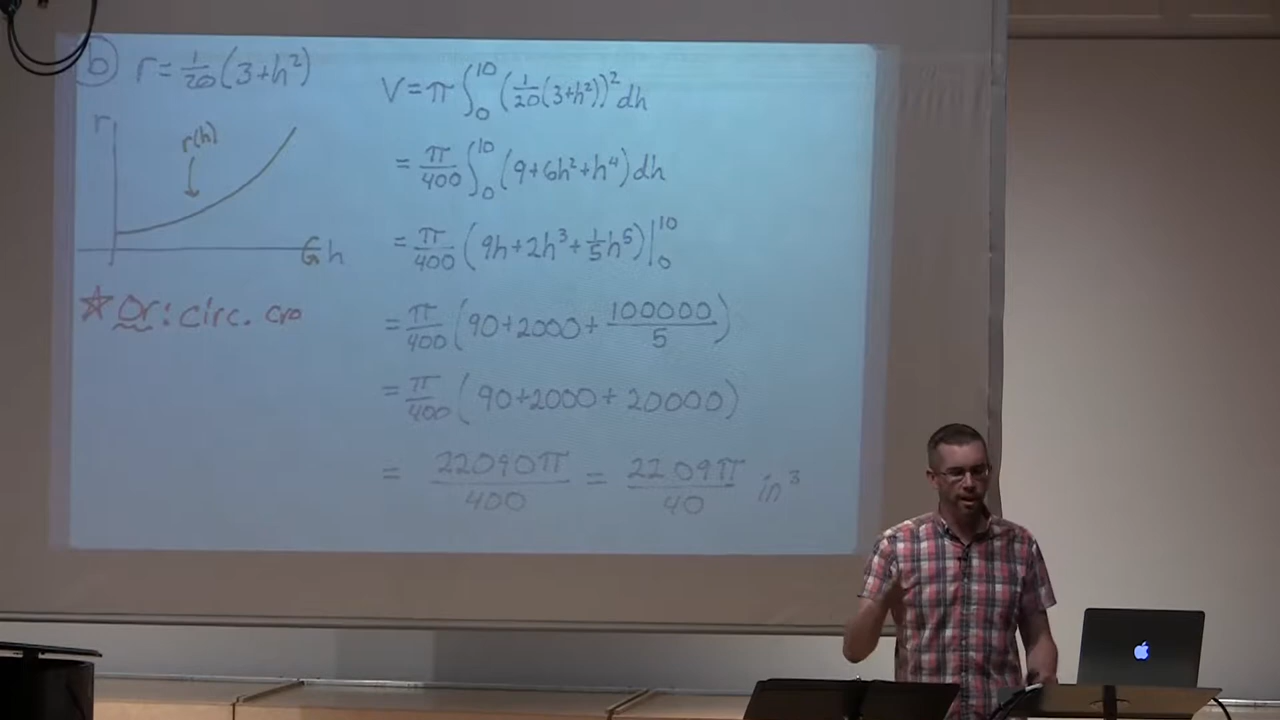 b r = 1/20 (3+h²)
r
r(h)
h
☆ Or: circ. cro
V = π ∫₀¹⁰ (1/20 (3+h²))² dh
= π/400 ∫₀¹⁰ (9+6h²+h⁴) dh
= π/400 (9h+2h³+1/5 h⁵) |₀¹⁰
= π/400 (90+2000+ 100000/5)
= π/400 (90+2000+20000)
= 22090π/400 = 2209π/40 in³